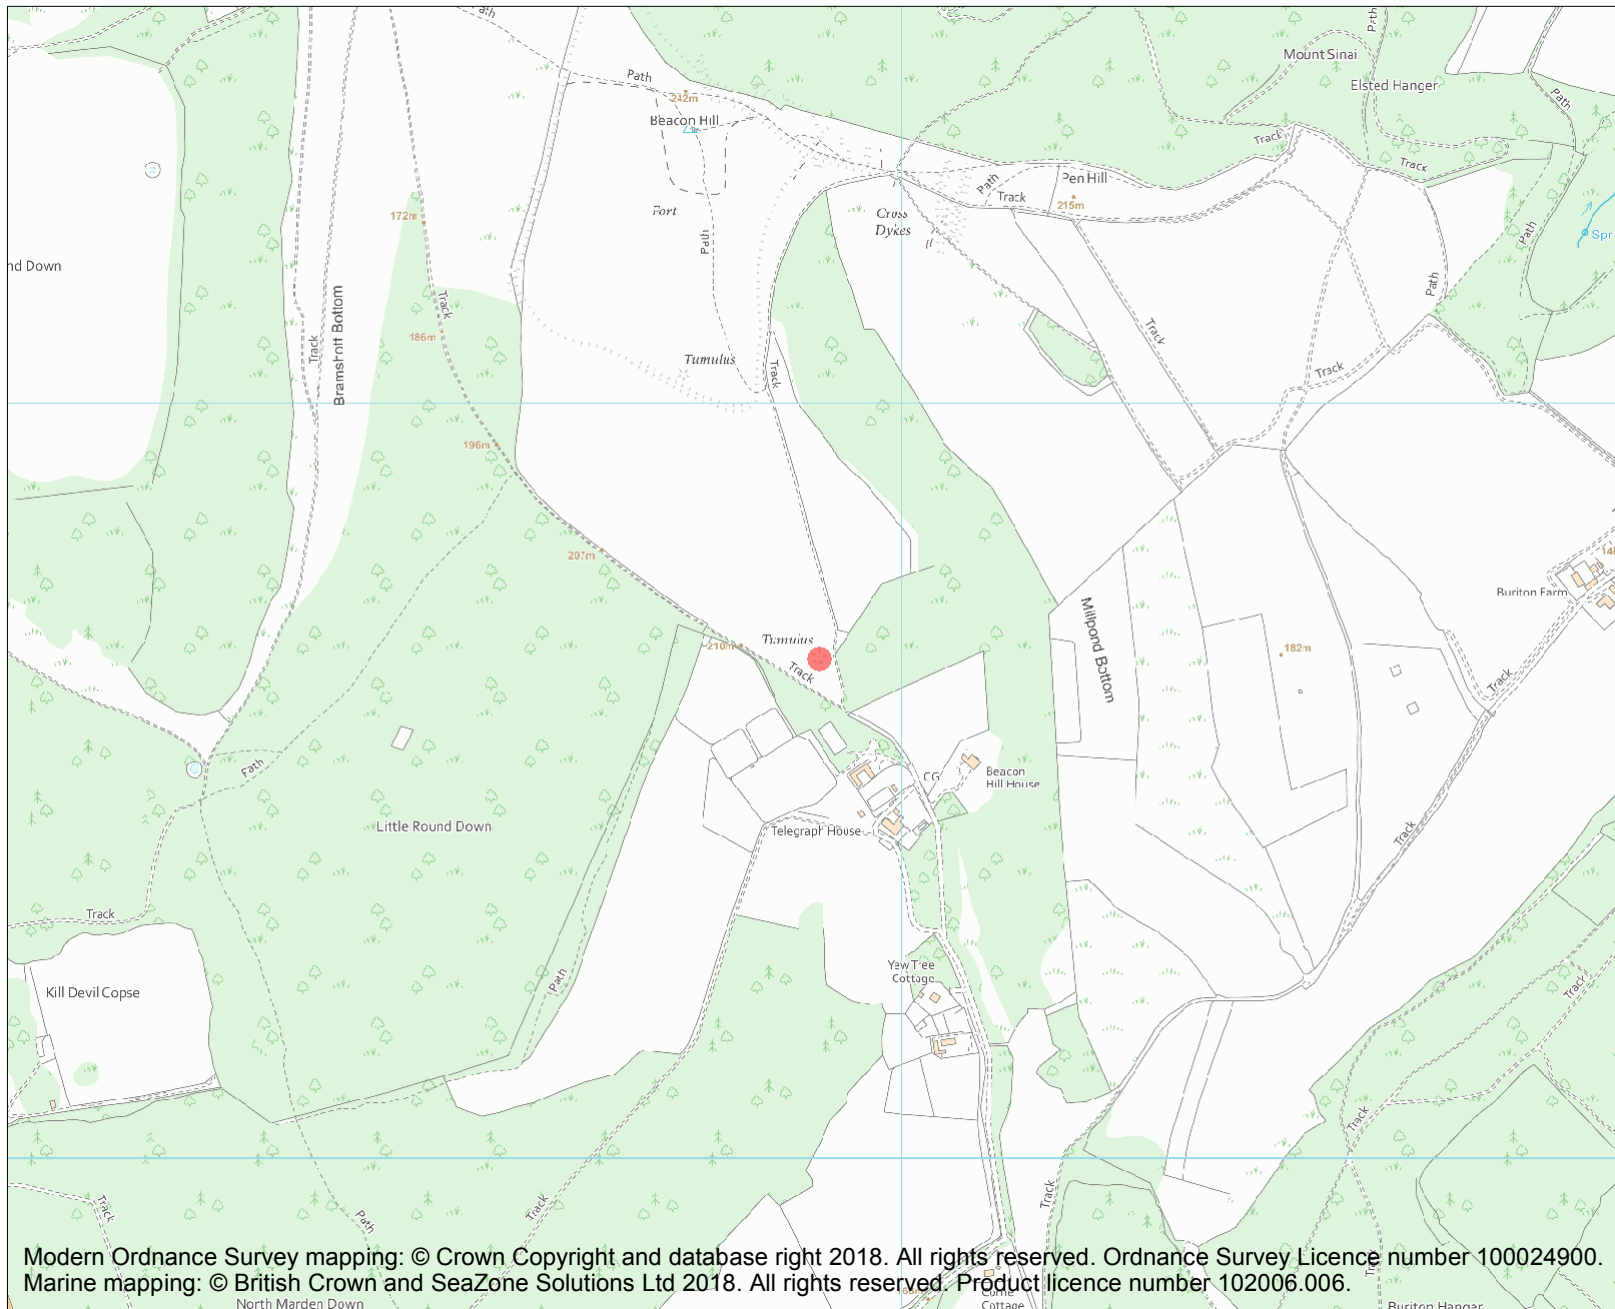 Path
Path
Path
Mount Sinai
Elsted Hanger
Path
242m
Beacon Hill
Track
Track
Path
Pen Hill
Track
215m
172m
Fort
Cross
Dykes
Path
Path
Spr
nd Down
Path
Track
Bramshott Bottom
Track
186m
Track
Tumulus
Track
Track
196m
207m
Buriton Farm
Millpond Bottom
Tumulus
210m
Track
182m
Track
Path
CG
Beacon
Hill House
Little Round Down
Telegraph House
Track
Track
Yew Tree
Cottage
Path
Kill Devil Copse
Track
Track
Track
Track
Path
Track
Track
Modern Ordnance Survey mapping: © Crown Copyright and database right 2018. All rights reserved. Ordnance Survey Licence number 100024900.
Marine mapping: © British Crown and SeaZone Solutions Ltd 2018. All rights reserved. Product licence number 102006.006.
North Marden Down
Cottage
Buriton Hanger